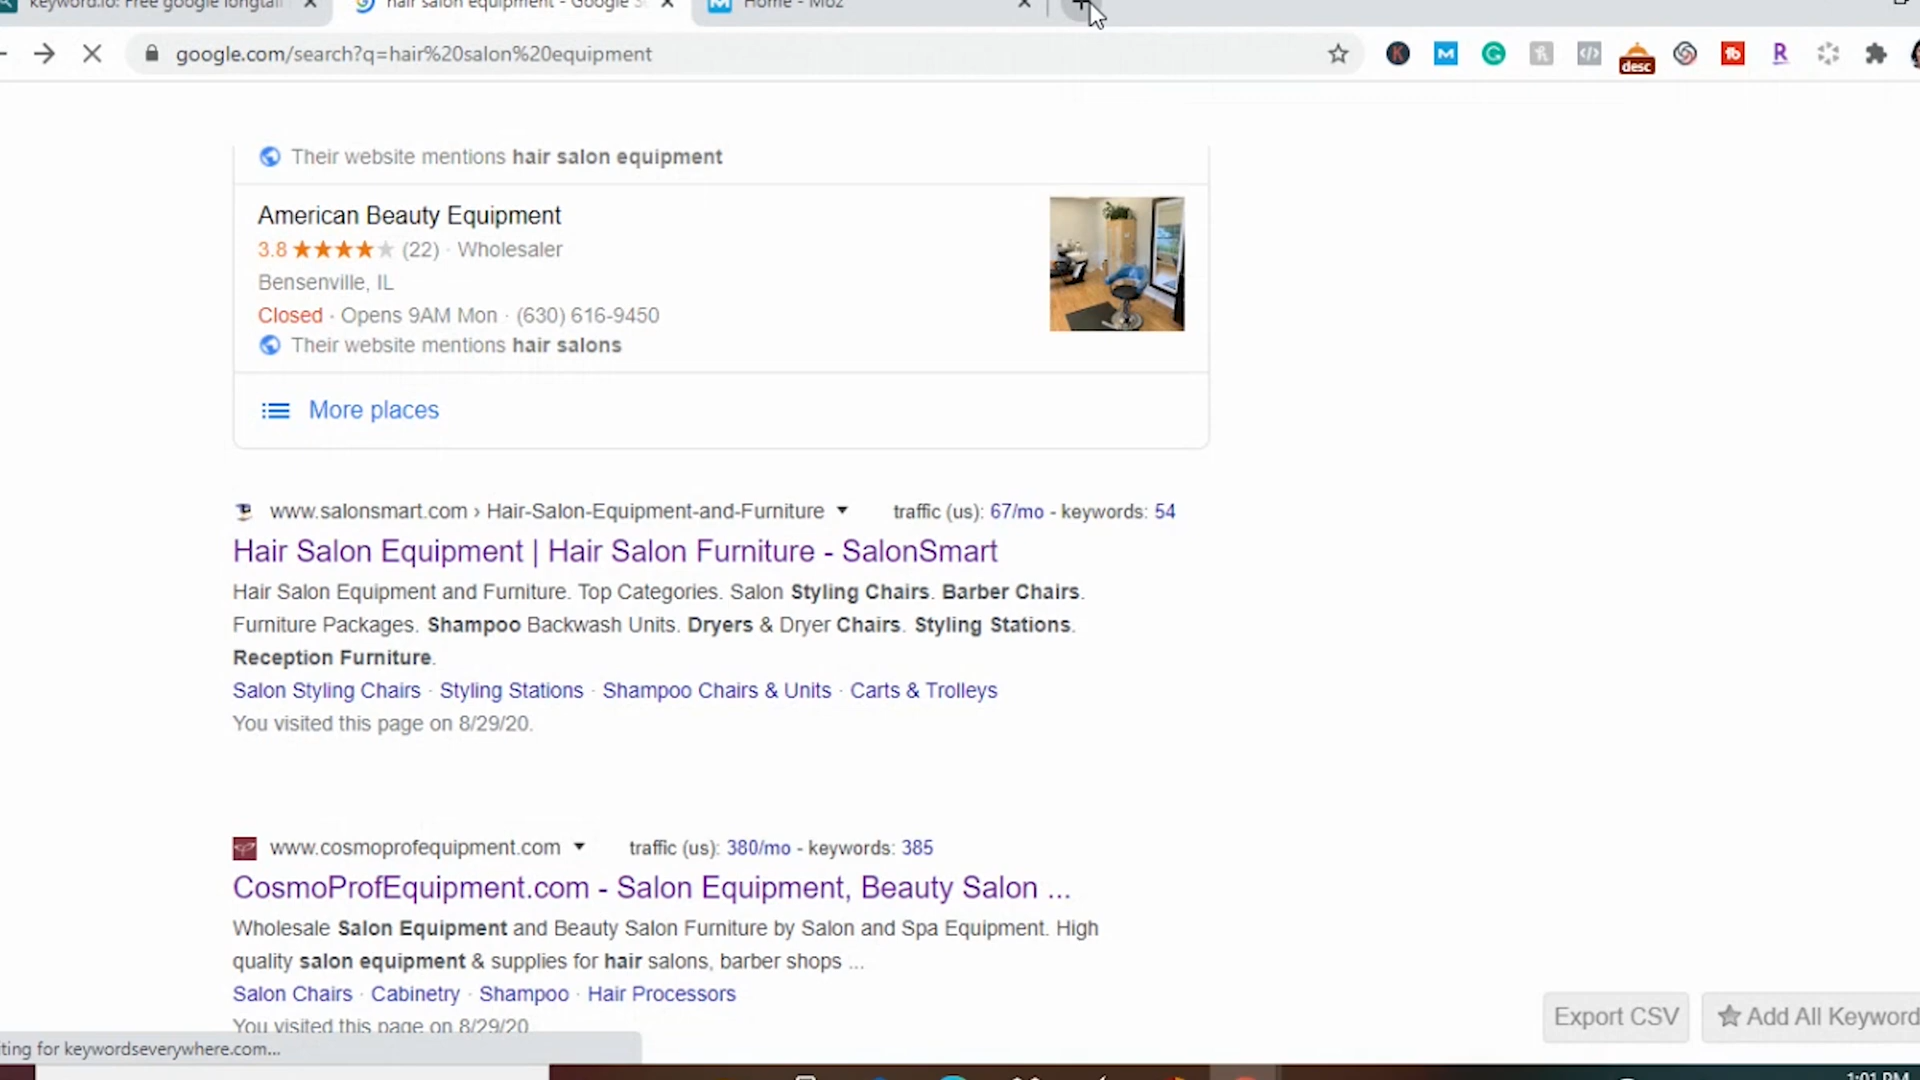 keyword.io: Free google longtail
hair salon equipment - Google S
Home - Moz
google.com/search?q=hair%20salon%20equipment
desc
Their website mentions hair salon equipment
American Beauty Equipment
3.8 (22) · Wholesaler
Bensenville, IL
Closed · Opens 9AM Mon · (630) 616-9450
Their website mentions hair salons
More places
www.salonsmart.com › Hair-Salon-Equipment-and-Furniture traffic (us): 67/mo - keywords: 54
Hair Salon Equipment | Hair Salon Furniture - SalonSmart
Hair Salon Equipment and Furniture. Top Categories. Salon Styling Chairs. Barber Chairs.
Furniture Packages. Shampoo Backwash Units. Dryers & Dryer Chairs. Styling Stations.
Reception Furniture.
Salon Styling Chairs · Styling Stations · Shampoo Chairs & Units · Carts & Trolleys
You visited this page on 8/29/20.
www.cosmoprofequipment.com traffic (us): 380/mo - keywords: 385
CosmoProfEquipment.com - Salon Equipment, Beauty Salon ...
Wholesale Salon Equipment and Beauty Salon Furniture by Salon and Spa Equipment. High
quality salon equipment & supplies for hair salons, barber shops ...
Salon Chairs · Cabinetry · Shampoo · Hair Processors
You visited this page on 8/29/20
Export CSV
Add All Keyword
ting for keywordseverywhere.com...
1:01 PM